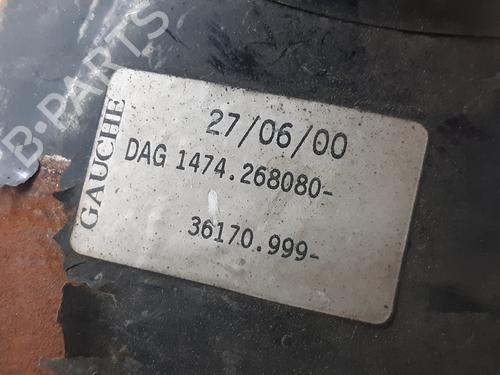 B-PARTS
GAUCHE
27/06/00
DAG 1474.268080-
36170.999-